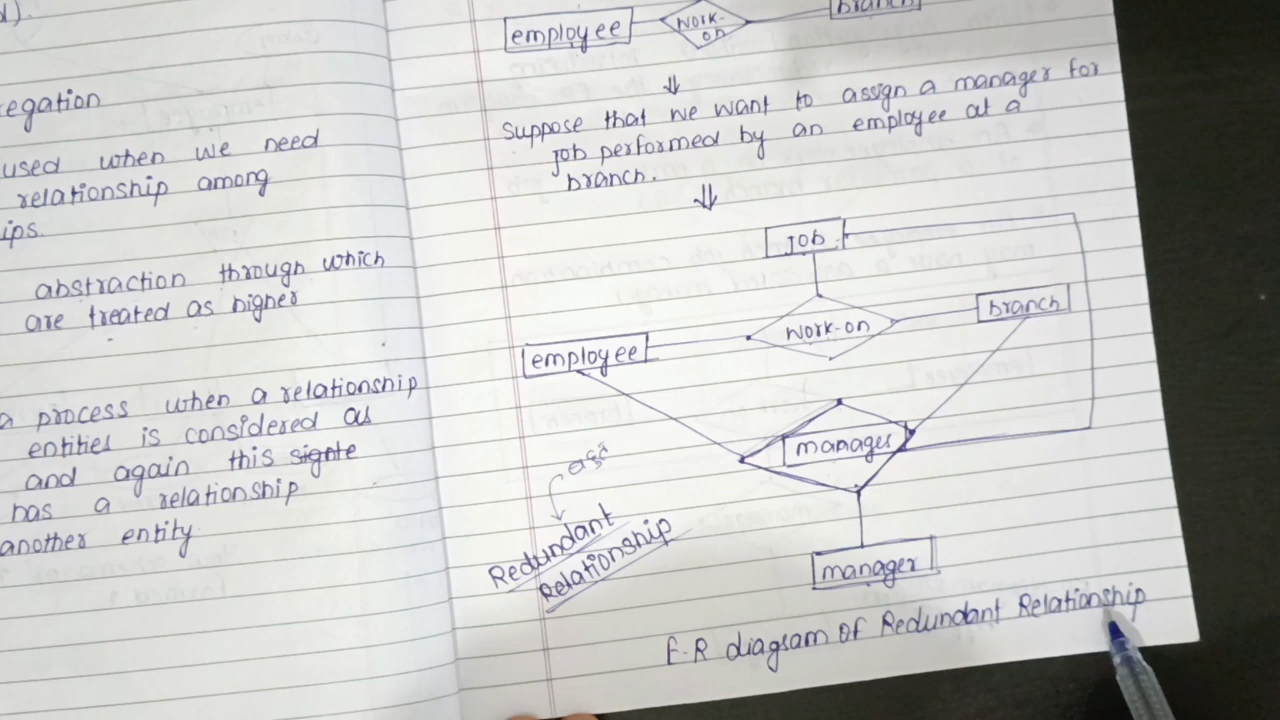 egation
used when we need
relationship among
ips.
abstraction through which
are treated as higher
a process when a relationship
entities is considered as
and again this
has a relationship
another entity
employee
work-
on
branch
Suppose that we want to assign a manager for
job performed by an employee at a
branch.
job
work-on
branch
employee
manages
Redundant
Relationship
manager
E-R diagram of Redundant Relationship